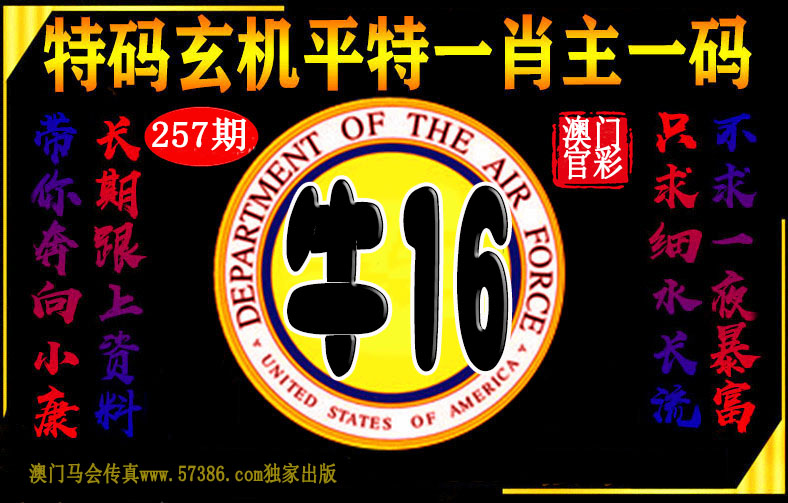 特码玄机平特一肖主一码
257期
澳门
官彩
长期跟上资料
带你奔向小康
不求一夜暴富
只求细水长流
DEPARTMENT OF THE AIR FORCE
牛16
UNITED STATES OF AMERICA
澳门马会传真www.57386.com独家出版